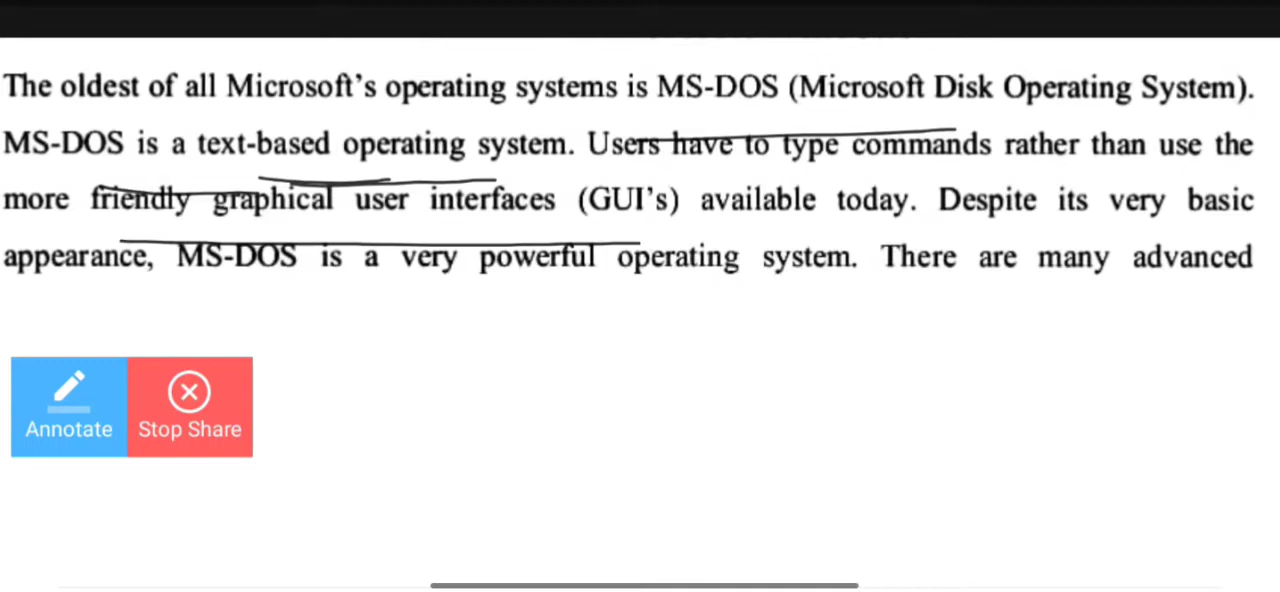 The oldest of all Microsoft's operating systems is MS-DOS (Microsoft Disk Operating System).
MS-DOS is a text-based operating system. Users have to type commands rather than use the
more friendly graphical user interfaces (GUI's) available today. Despite its very basic
appearance, MS-DOS is a very powerful operating system. There are many advanced
Annotate
Stop Share